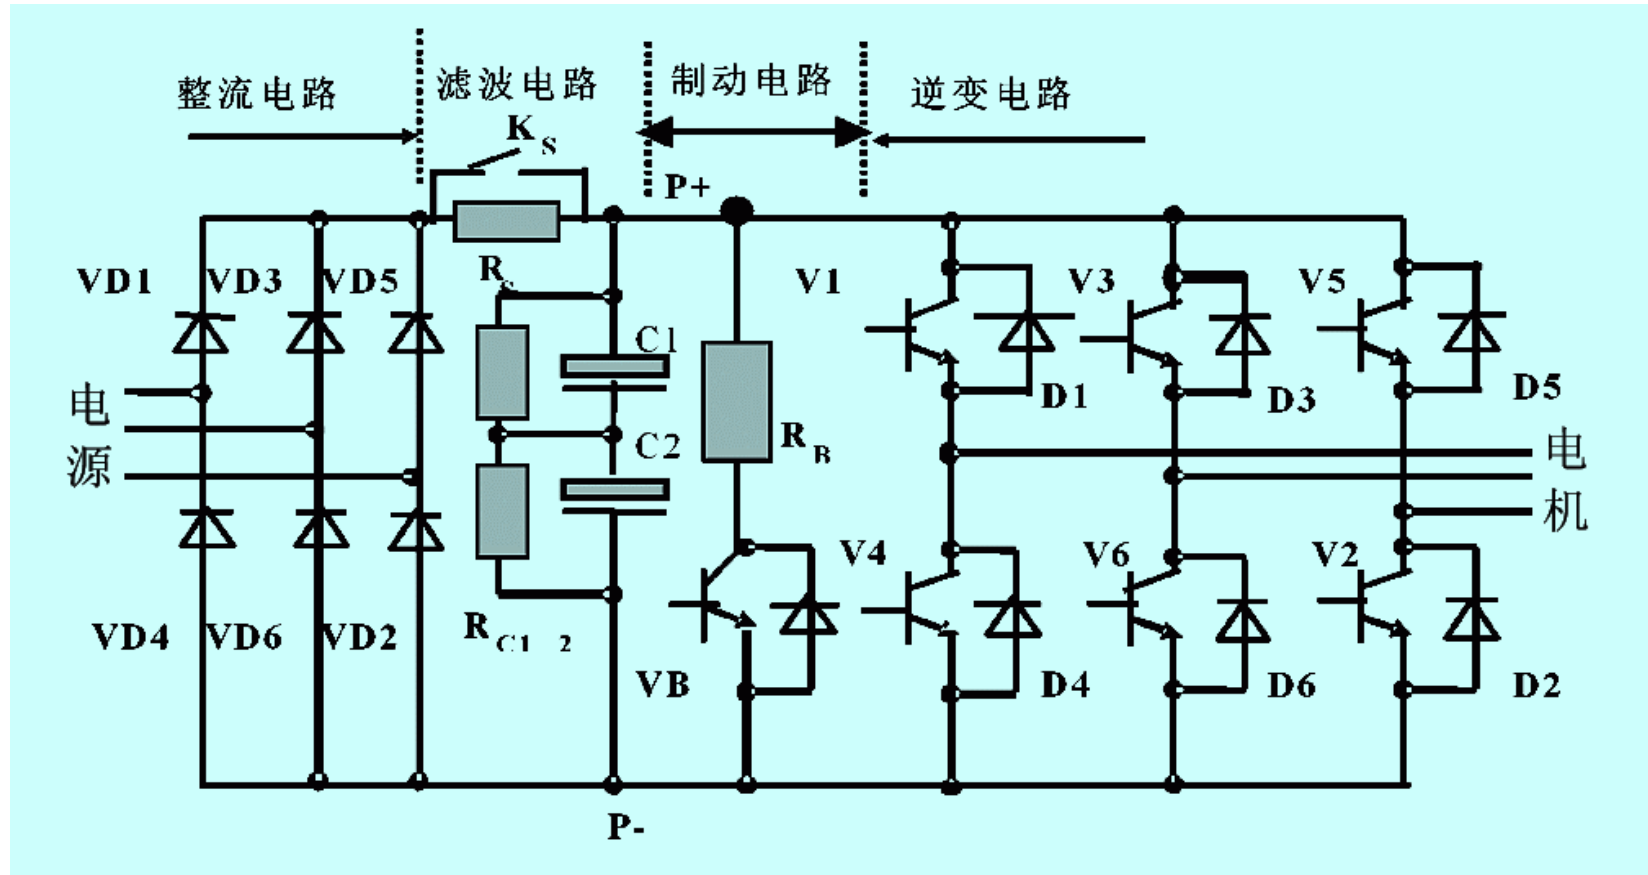 整流电路
滤波电路
制动电路
逆变电路
K S
P+
VD1 VD3 VD5
R S
V1 V3 V5
C1
电源
D1 D3 D5
C2
R B
电机
V4 V6 V2
VD4 VD6 VD2
R C1 2
VB
D4 D6 D2
P-